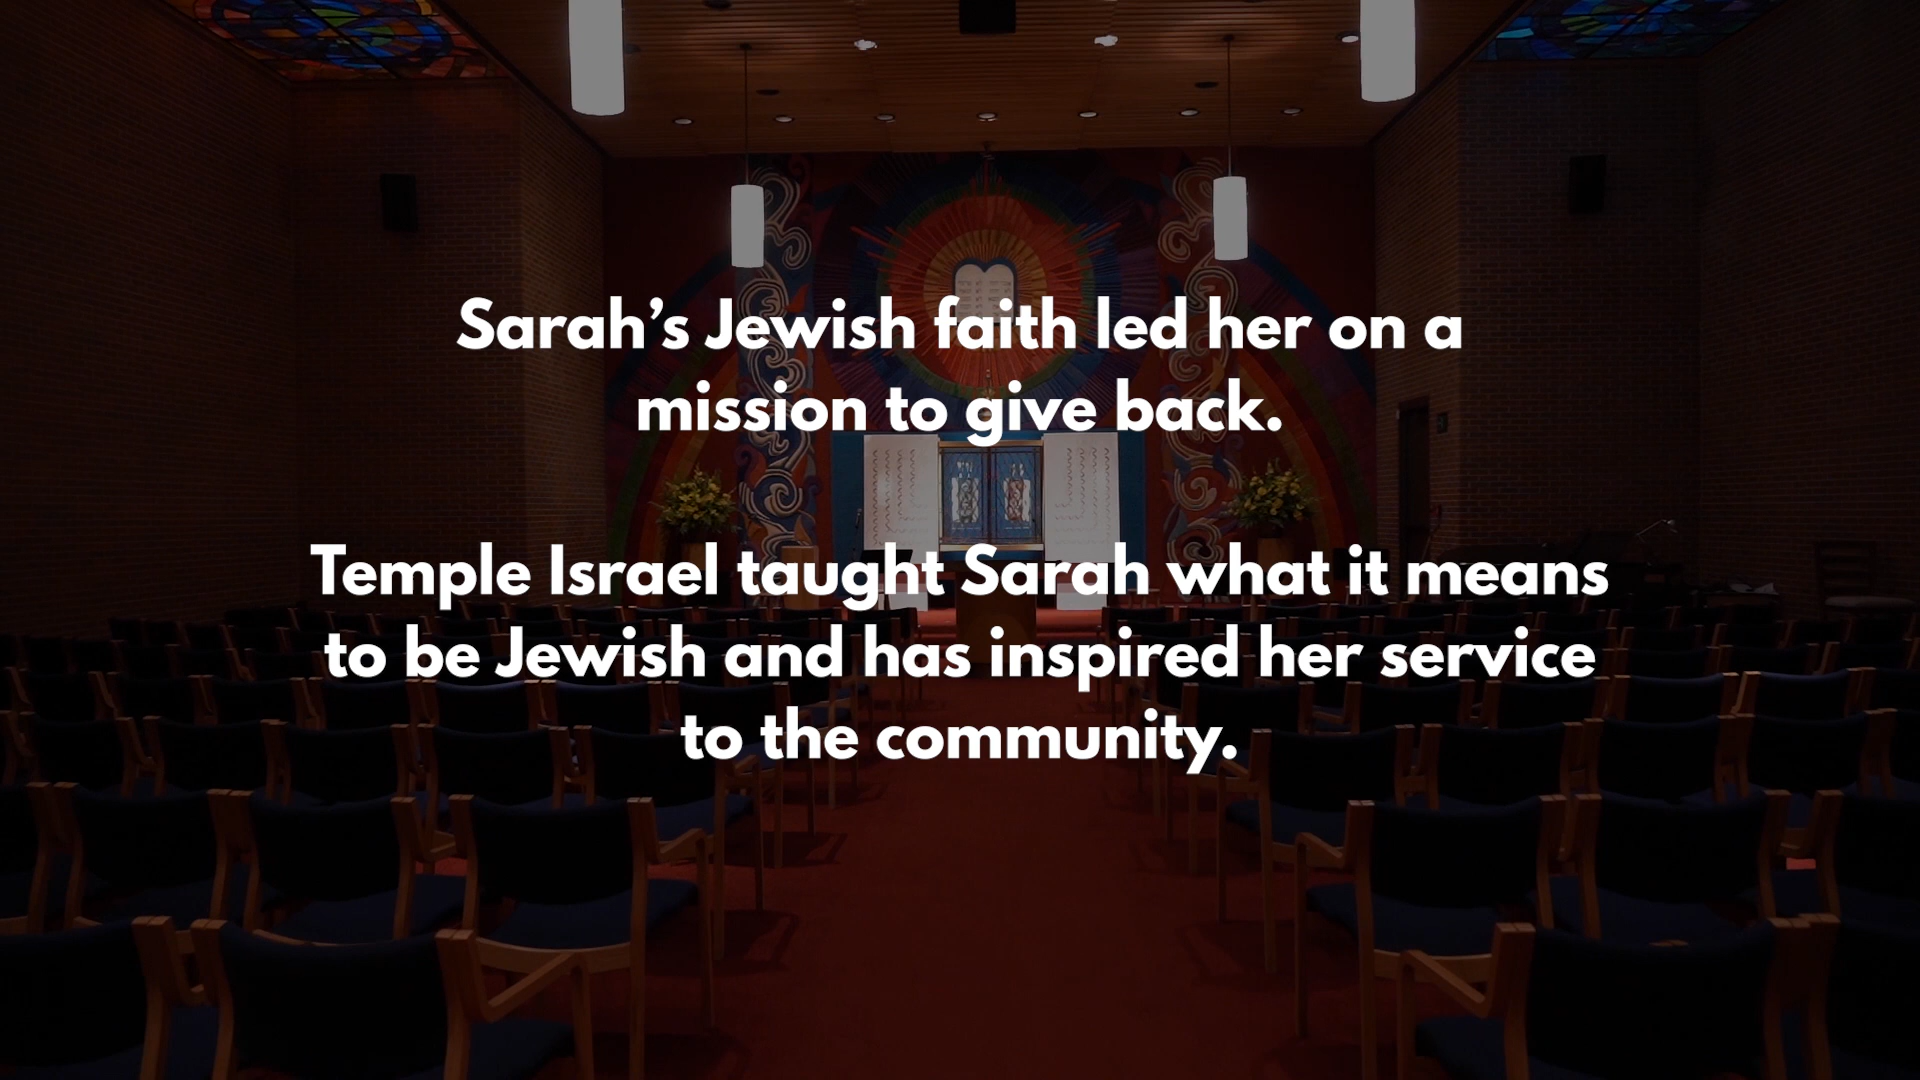 Sarah’s Jewish faith led her on a
mission to give back.
Temple Israel taught Sarah what it means
to be Jewish and has inspired her service
to the community.